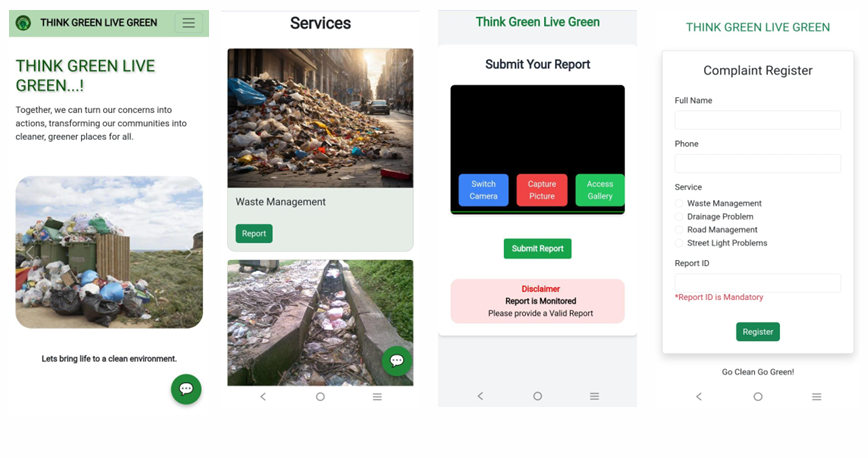 THINK GREEN LIVE GREEN
THINK GREEN LIVE
GREEN...!
Together, we can turn our concerns into
actions, transforming our communities into
cleaner, greener places for all.
Lets bring life to a clean environment.
Services
Waste Management
Report
Think Green Live Green
Submit Your Report
Switch
Camera
Capture
Picture
Access
Gallery
Submit Report
Disclaimer
Report is Monitored
Please provide a Valid Report
THINK GREEN LIVE GREEN
Complaint Register
Full Name
Phone
Service
Waste Management
Drainage Problem
Road Management
Street Light Problems
Report ID
*Report ID is Mandatory
Register
Go Clean Go Green!